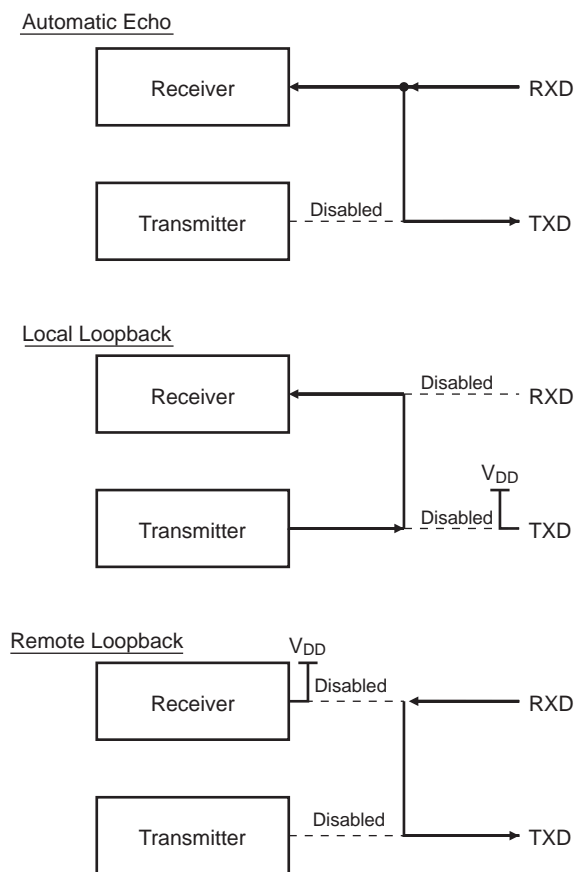 Automatic Echo
Receiver
RXD
Transmitter
Disabled
TXD
Local Loopback
Receiver
Disabled
RXD
VDD
Transmitter
Disabled
TXD
Remote Loopback
VDD
Receiver
Disabled
RXD
Transmitter
Disabled
TXD